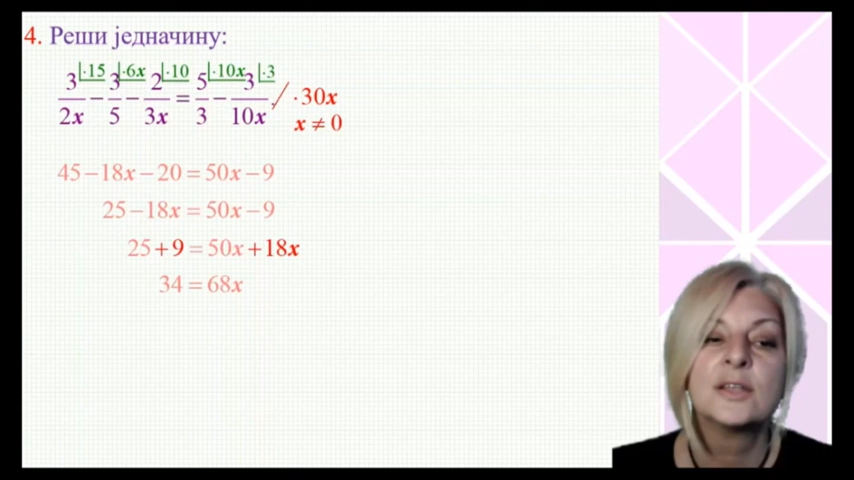 4. Реши једначину:
3|·15/2x − 3|·6x/5 − 2|·10/3x = 5|·10x/3 − 3|·3/10x, / ·30x
x ≠ 0
45 − 18x − 20 = 50x − 9
25 − 18x = 50x − 9
25 + 9 = 50x + 18x
34 = 68x